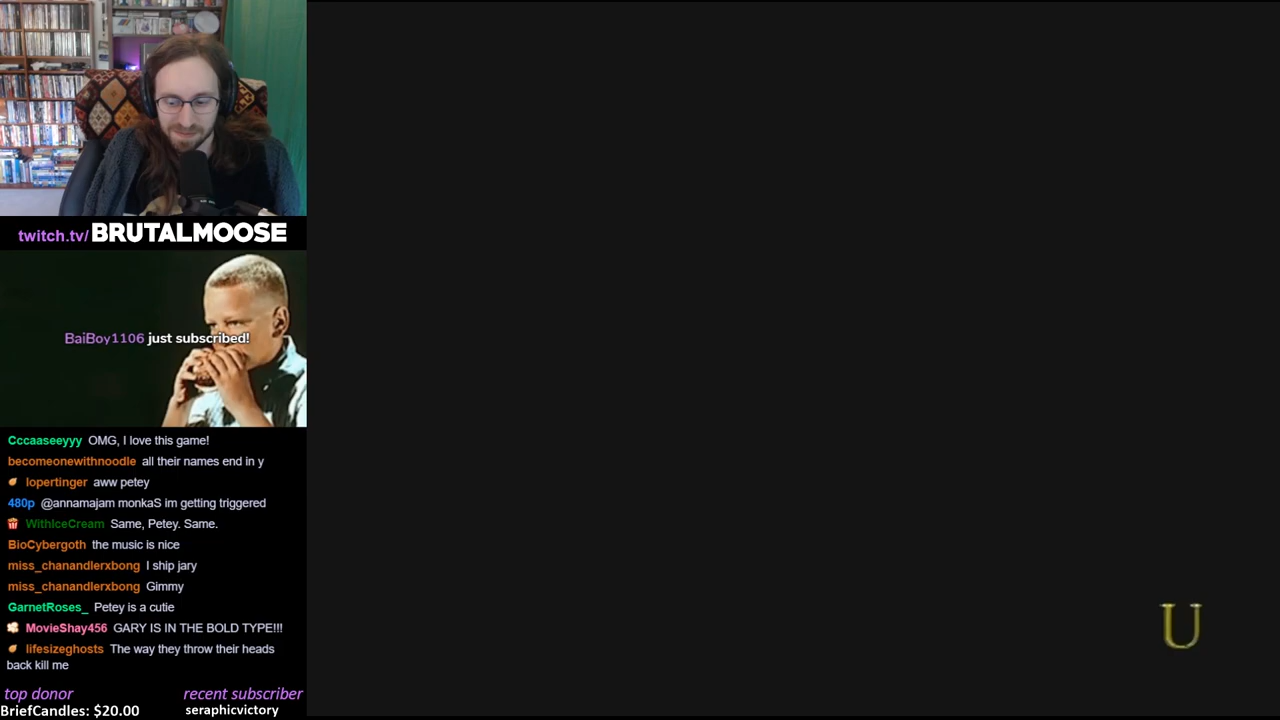 twitch.tv/BRUTALMOOSE
BaiBoy1106 just subscribed!
Cccaaseeyyy OMG, I love this game!
becomeonewithnoodle all their names end in y
lopertinger aww petey
480p @annamajam monkaS im getting triggered
WithIceCream Same, Petey. Same.
BioCybergoth the music is nice
miss_chanandlerxbong I ship jary
miss_chanandlerxbong Gimmy
GarnetRoses_ Petey is a cutie
MovieShay456 GARY IS IN THE BOLD TYPE!!!
lifesizeghosts The way they throw their heads
back kill me
top donor
BriefCandles: $20.00
recent subscriber
seraphicvictory
U